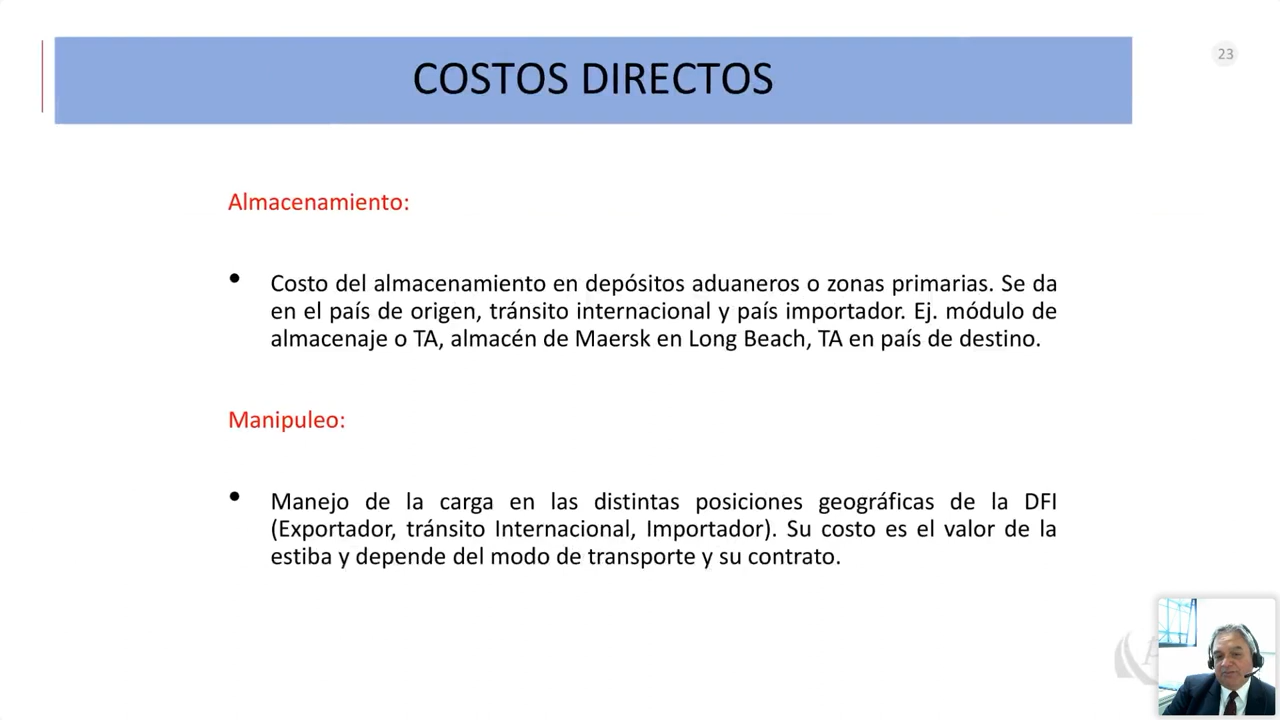 COSTOS DIRECTOS
23
Almacenamiento:
• Costo del almacenamiento en depósitos aduaneros o zonas primarias. Se da
en el país de origen, tránsito internacional y país importador. Ej. módulo de
almacenaje o TA, almacén de Maersk en Long Beach, TA en país de destino.
Manipuleo:
• Manejo de la carga en las distintas posiciones geográficas de la DFI
(Exportador, tránsito Internacional, Importador). Su costo es el valor de la
estiba y depende del modo de transporte y su contrato.